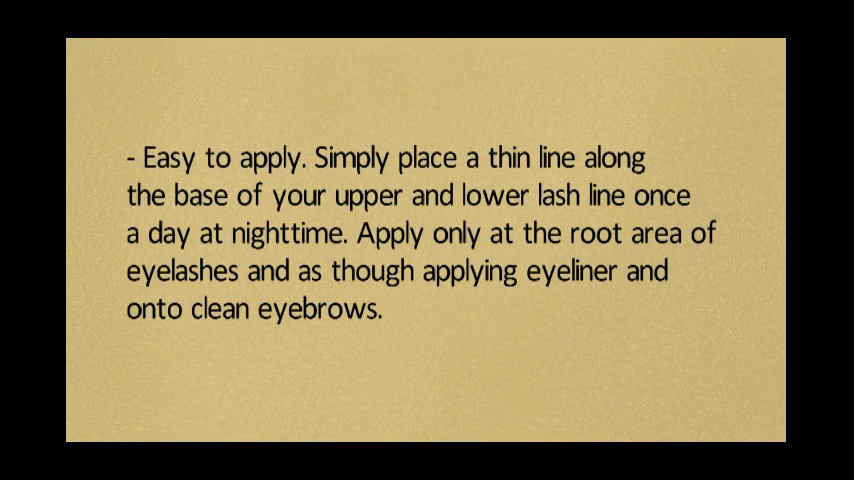 - Easy to apply. Simply place a thin line along
the base of your upper and lower lash line once
a day at nighttime. Apply only at the root area of
eyelashes and as though applying eyeliner and
onto clean eyebrows.